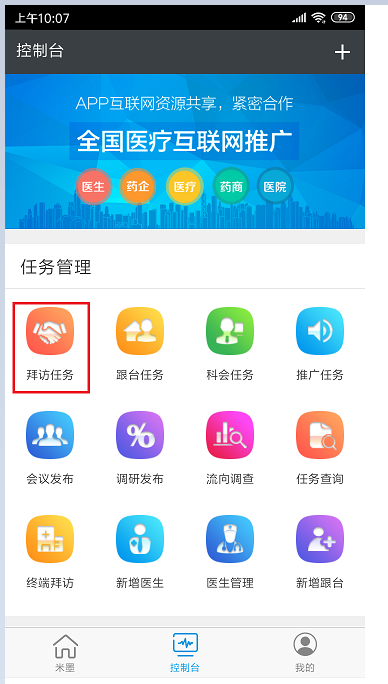 上午10:07
94
控制台
APP互联网资源共享，紧密合作
全国医疗互联网推广
医生 药企 医疗 药商 医院
任务管理
拜访任务 跟台任务 科会任务 推广任务
会议发布 调研发布 流向调查 任务查询
终端拜访 新增医生 医生管理 新增跟台
米墨 控制台 我的